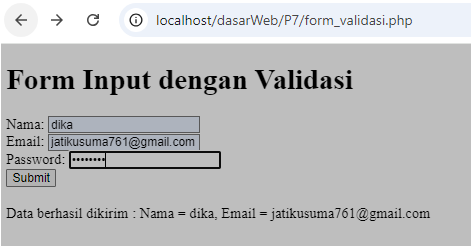 localhost/dasarWeb/P7/form_validasi.php
Form Input dengan Validasi
Nama: dika
Email: jatikusuma761@gmail.com
Password: ••••••••
Submit
Data berhasil dikirim : Nama = dika, Email = jatikusuma761@gmail.com